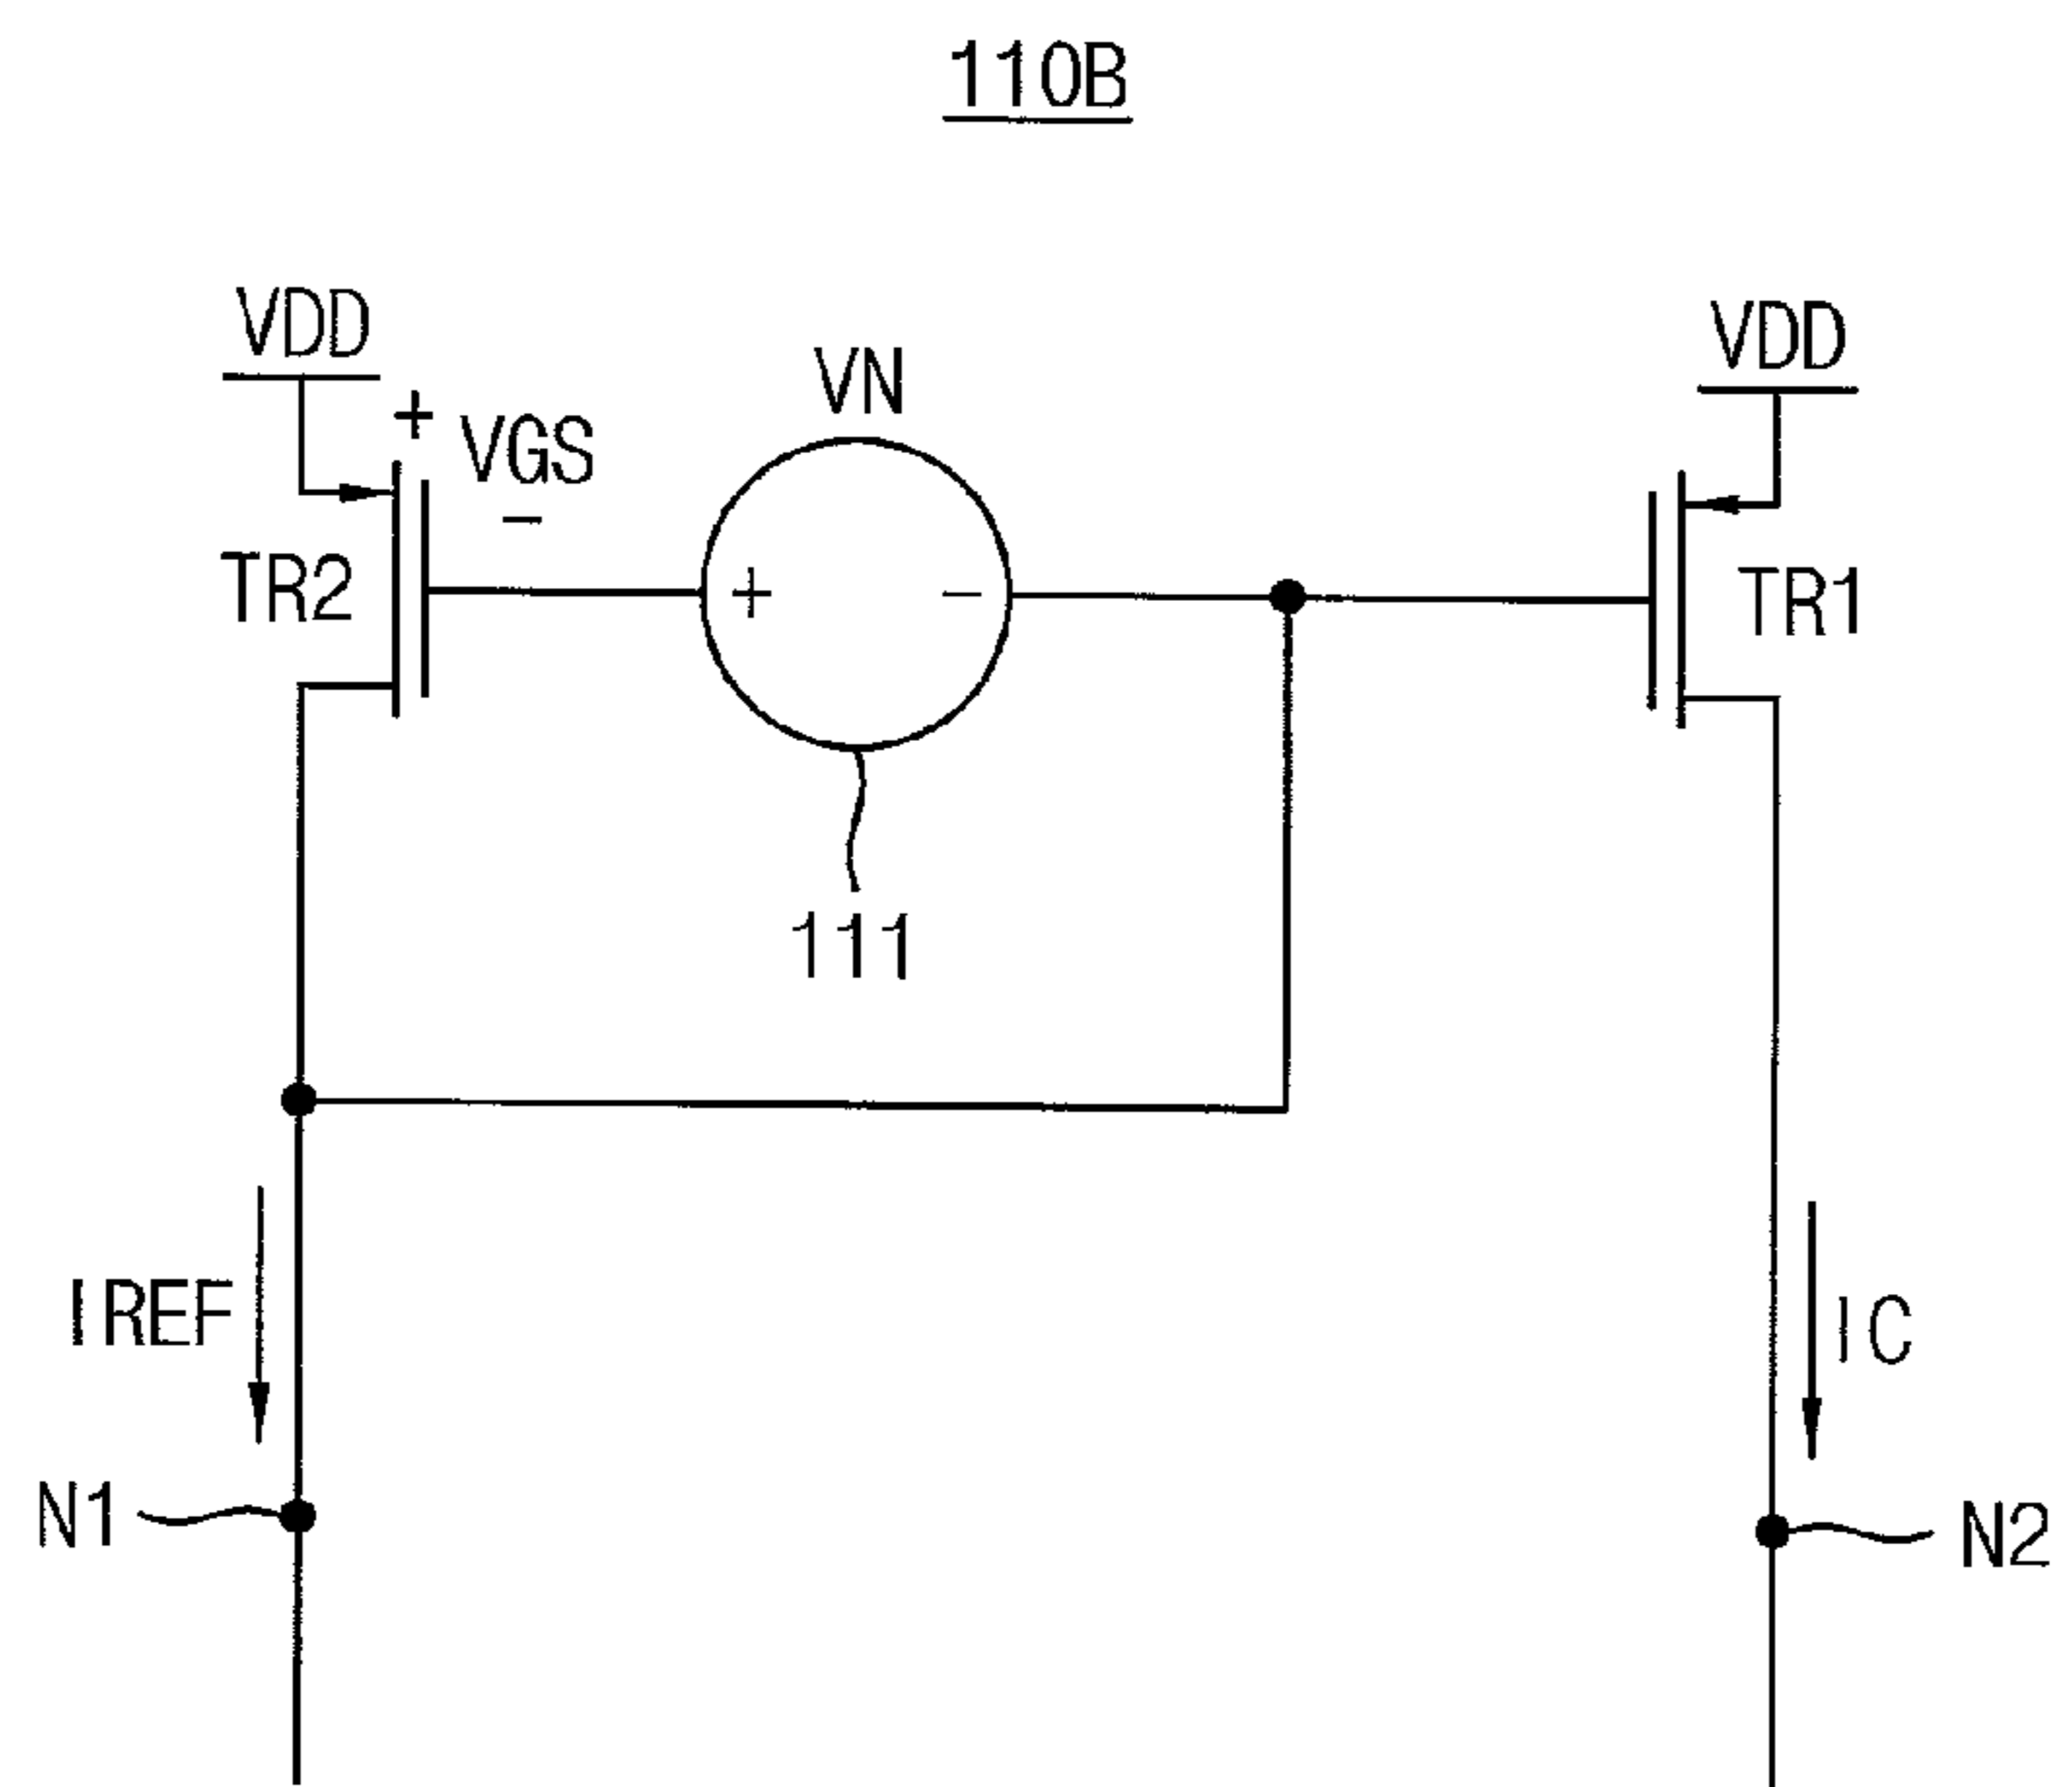 110B
VDD
VDD
VN
+
VGS
−
TR2
+
−
TR1
111
IREF
IC
N1
N2